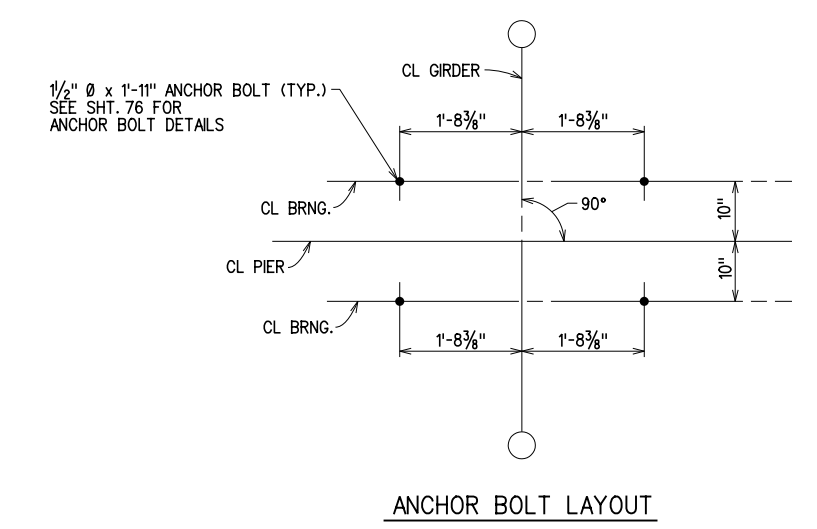 CL GIRDER
1½" Ø x 1'-11" ANCHOR BOLT (TYP.)
SEE SHT. 76 FOR
ANCHOR BOLT DETAILS
1'-8⅜" 1'-8⅜"
CL BRNG.
90°
10"
CL PIER
10"
CL BRNG.
1'-8⅜" 1'-8⅜"
ANCHOR BOLT LAYOUT